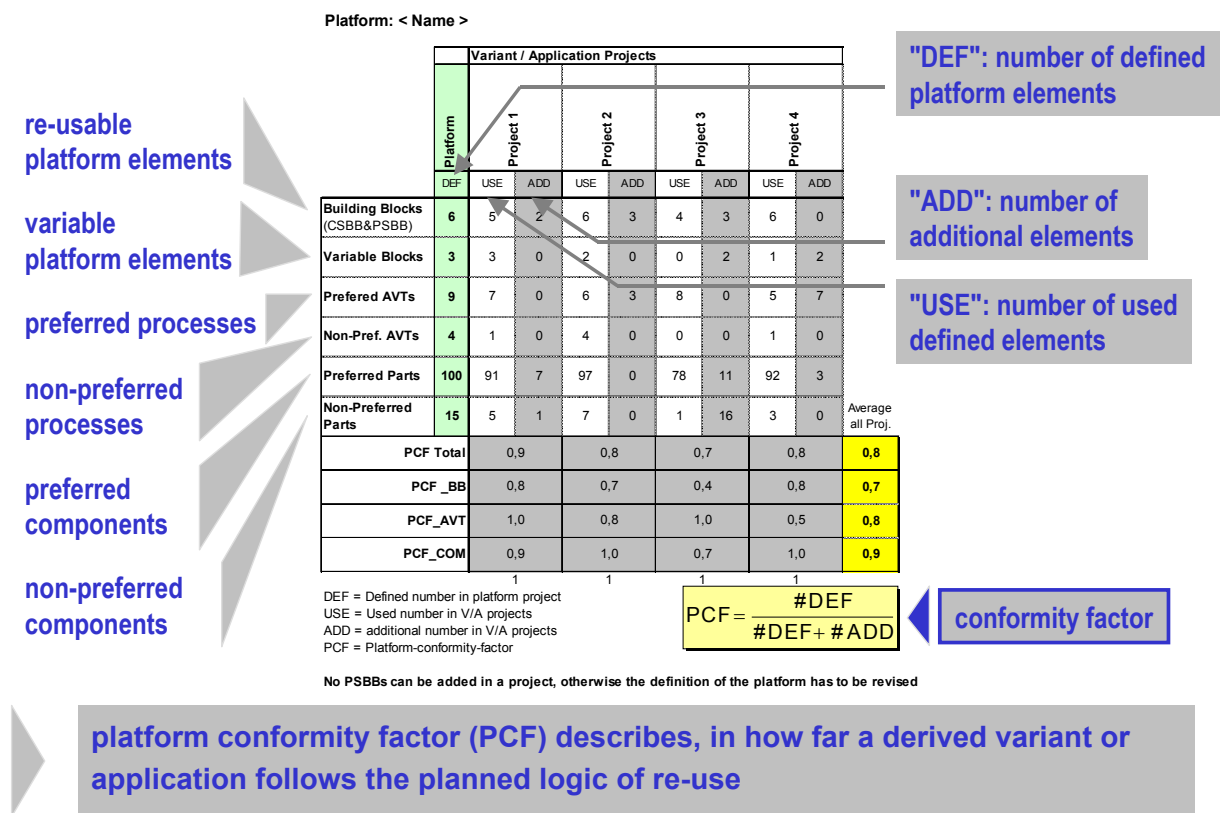 Platform: < Name >
Variant / Application Projects
Platform
Project 1
Project 2
Project 3
Project 4
DEF USE ADD USE ADD USE ADD USE ADD
Building Blocks
(CSBB&PSBB)
6 5 2 6 3 4 3 6 0
Variable Blocks 3 3 0 2 0 0 2 1 2
Prefered AVTs 9 7 0 6 3 8 0 5 7
Non-Pref. AVTs 4 1 0 4 0 0 0 1 0
Preferred Parts 100 91 7 97 0 78 11 92 3
Non-Preferred
Parts
15 5 1 7 0 1 16 3 0
Average
all Proj.
PCF Total 0,9 0,8 0,7 0,8 0,8
PCF _BB 0,8 0,7 0,4 0,8 0,7
PCF_AVT 1,0 0,8 1,0 0,5 0,8
PCF_COM 0,9 1,0 0,7 1,0 0,9
1 1 1 1
DEF = Defined number in platform project
USE = Used number in V/A projects
ADD = additional number in V/A projects
PCF = Platform-conformity-factor
PCF = #DEF
#DEF + #ADD
conformity factor
No PSBBs can be added in a project, otherwise the definition of the platform has to be revised
re-usable
platform elements
variable
platform elements
preferred processes
non-preferred
processes
preferred
components
non-preferred
components
"DEF": number of defined
platform elements
"ADD": number of
additional elements
"USE": number of used
defined elements
platform conformity factor (PCF) describes, in how far a derived variant or
application follows the planned logic of re-use